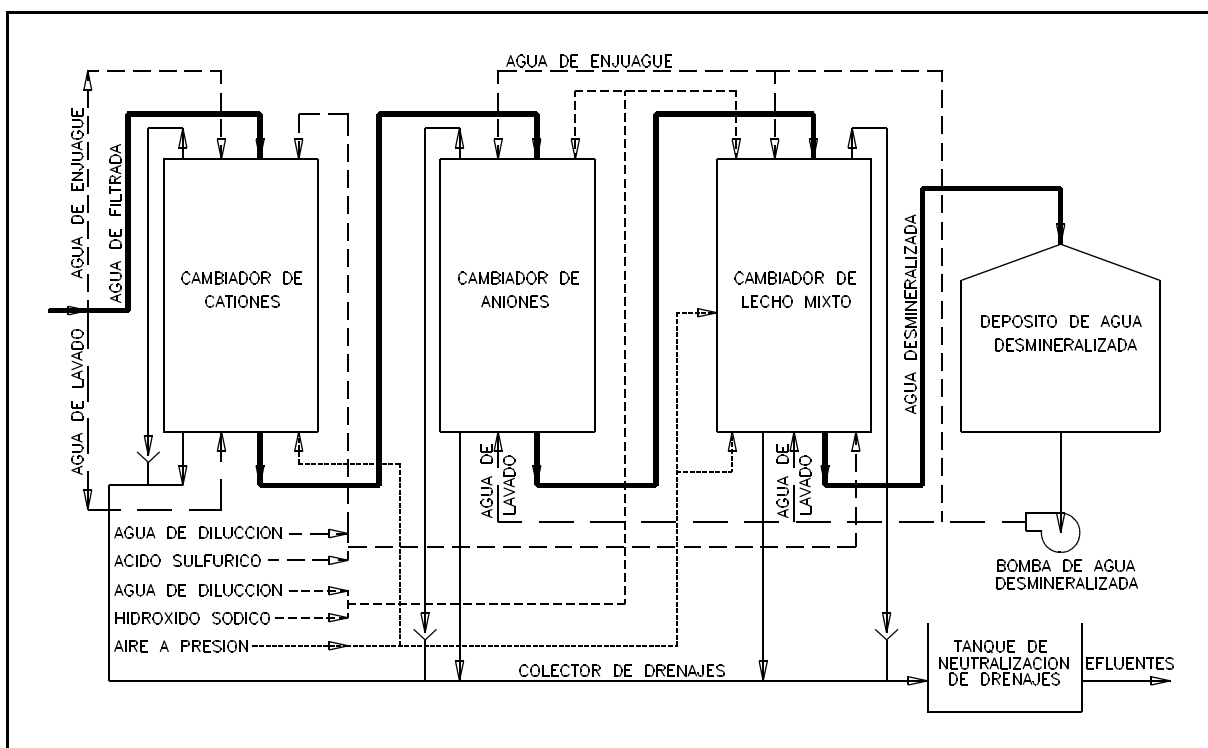 AGUA DE ENJUAGUE
AGUA DE ENJUAGUE
AGUA DE FILTRADA
AGUA DE LAVADO
CAMBIADOR DE
CATIONES
CAMBIADOR DE
ANIONES
CAMBIADOR DE
LECHO MIXTO
AGUA DESMINERALIZADA
DEPOSITO DE AGUA
DESMINERALIZADA
AGUA DE
LAVADO
AGUA DE
LAVADO
AGUA DE DILUCCION
ACIDO SULFURICO
AGUA DE DILUCCION
HIDROXIDO SODICO
AIRE A PRESION
BOMBA DE AGUA
DESMINERALIZADA
COLECTOR DE DRENAJES
TANQUE DE
NEUTRALIZACION
DE DRENAJES
EFLUENTES